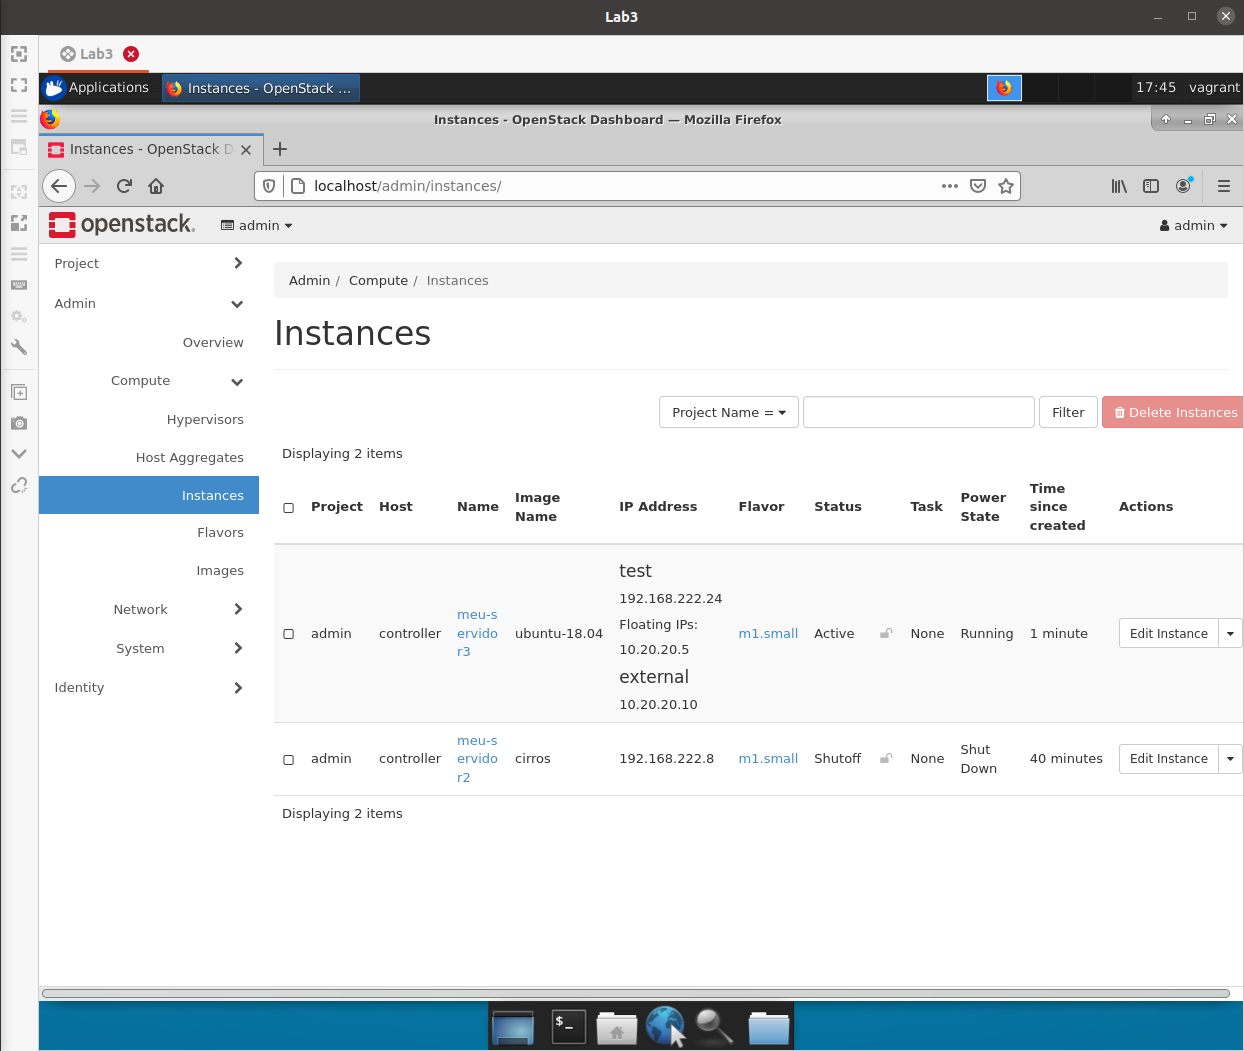 Lab3
Lab3
Applications
Instances - OpenStack ...
17:45
vagrant
Instances - OpenStack Dashboard — Mozilla Firefox
Instances - OpenStack D
localhost/admin/instances/
openstack.
admin
admin
Project
Admin
Overview
Compute
Hypervisors
Host Aggregates
Instances
Flavors
Images
Network
System
Identity
Admin / Compute / Instances
Instances
Project Name =
Filter
Delete Instances
Displaying 2 items
Project Host Name Image Name IP Address Flavor Status Task Power State Time since created Actions
admin
controller
meu-s
ervido
r3
ubuntu-18.04
test
192.168.222.24
Floating IPs:
10.20.20.5
external
10.20.20.10
m1.small
Active
None
Running
1 minute
Edit Instance
admin
controller
meu-s
ervido
r2
cirros
192.168.222.8
m1.small
Shutoff
None
Shut
Down
40 minutes
Edit Instance
Displaying 2 items
$_